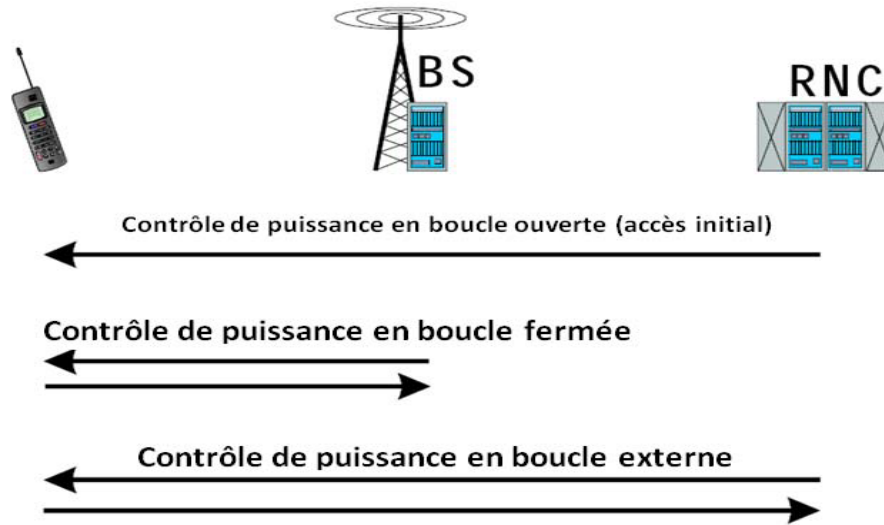 BS
RNC
Contrôle de puissance en boucle ouverte (accès initial)
Contrôle de puissance en boucle fermée
Contrôle de puissance en boucle externe